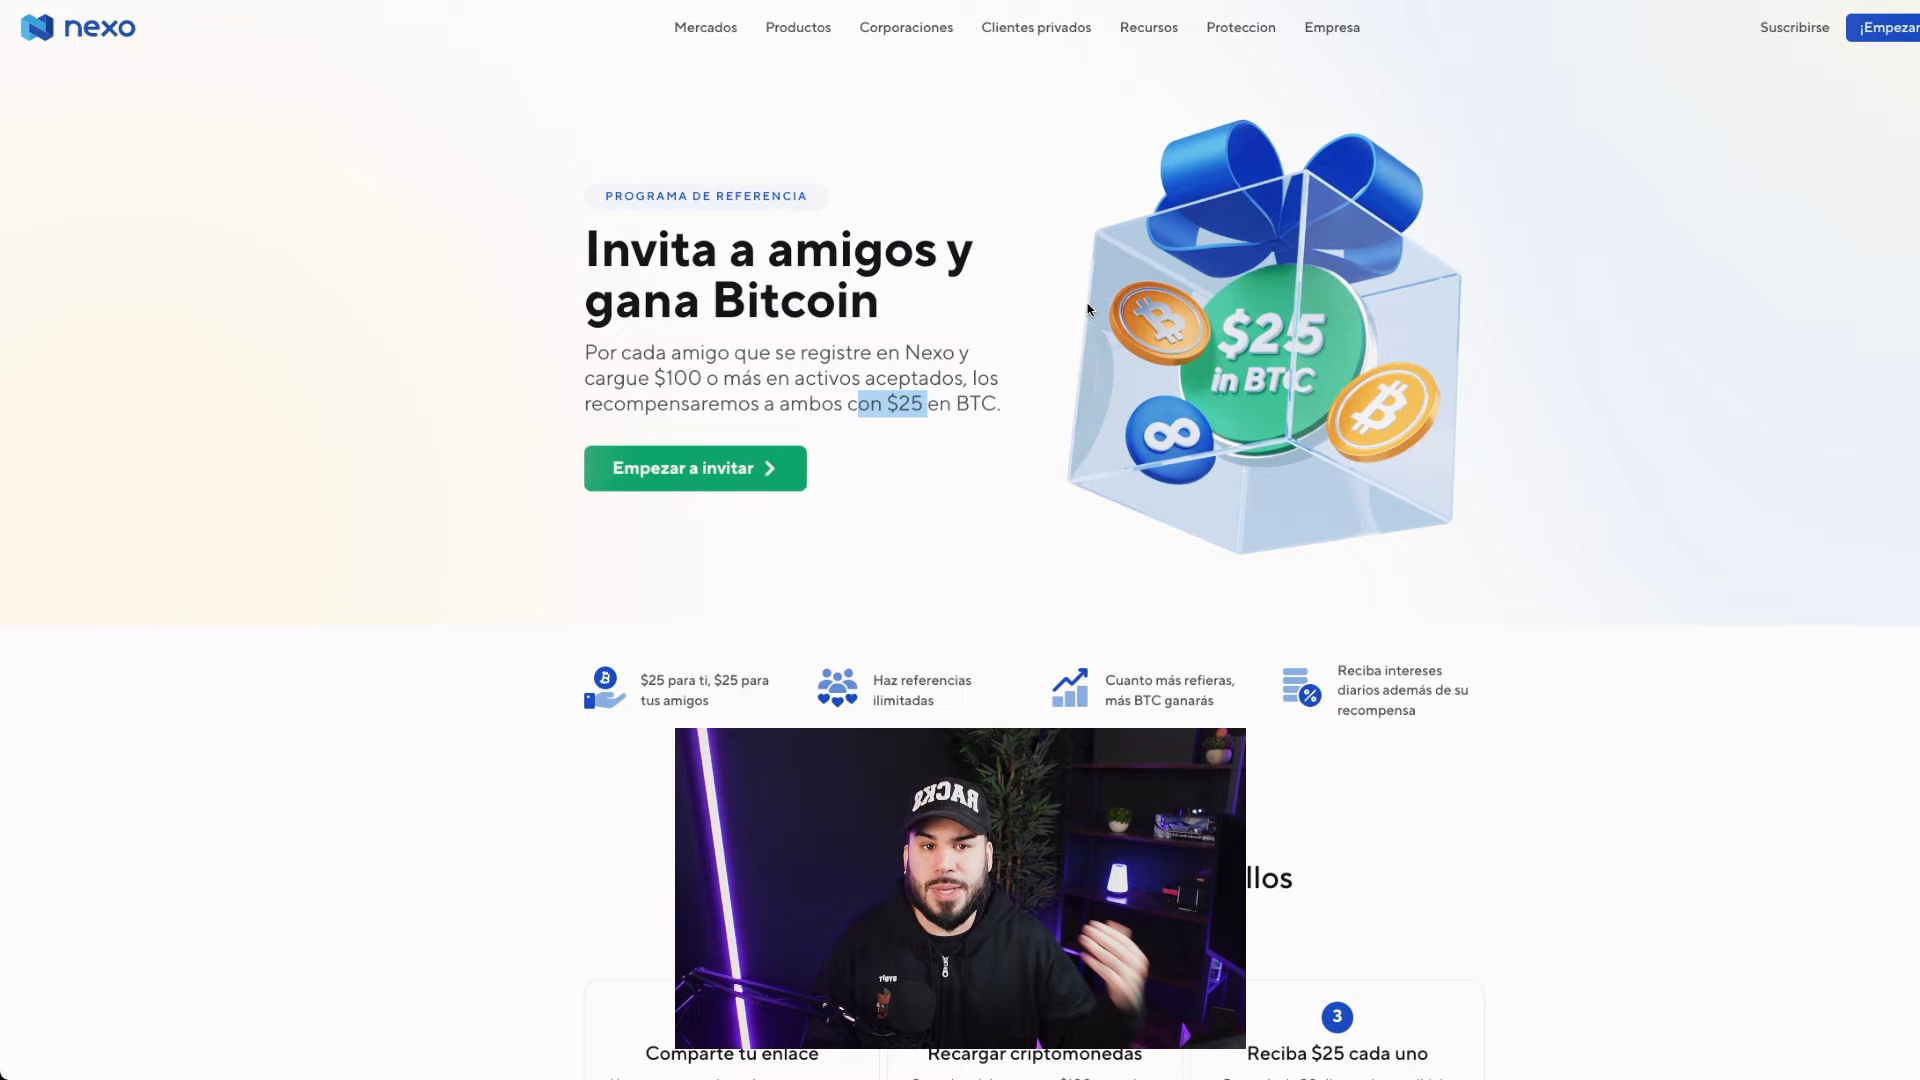 nexo
Mercados
Productos
Corporaciones
Clientes privados
Recursos
Proteccion
Empresa
Suscribirse
¡Empezar
PROGRAMA DE REFERENCIA
Invita a amigos y
gana Bitcoin
Por cada amigo que se registre en Nexo y
cargue $100 o más en activos aceptados, los
recompensaremos a ambos con $25 en BTC.
Empezar a invitar
$25
in BTC
$25 para ti, $25 para
tus amigos
Haz referencias
ilimitadas
Cuanto más refieras,
más BTC ganarás
Reciba intereses
diarios además de su
recompensa
RACKS
llos
3
Comparte tu enlace
Recargar criptomonedas
Reciba $25 cada uno